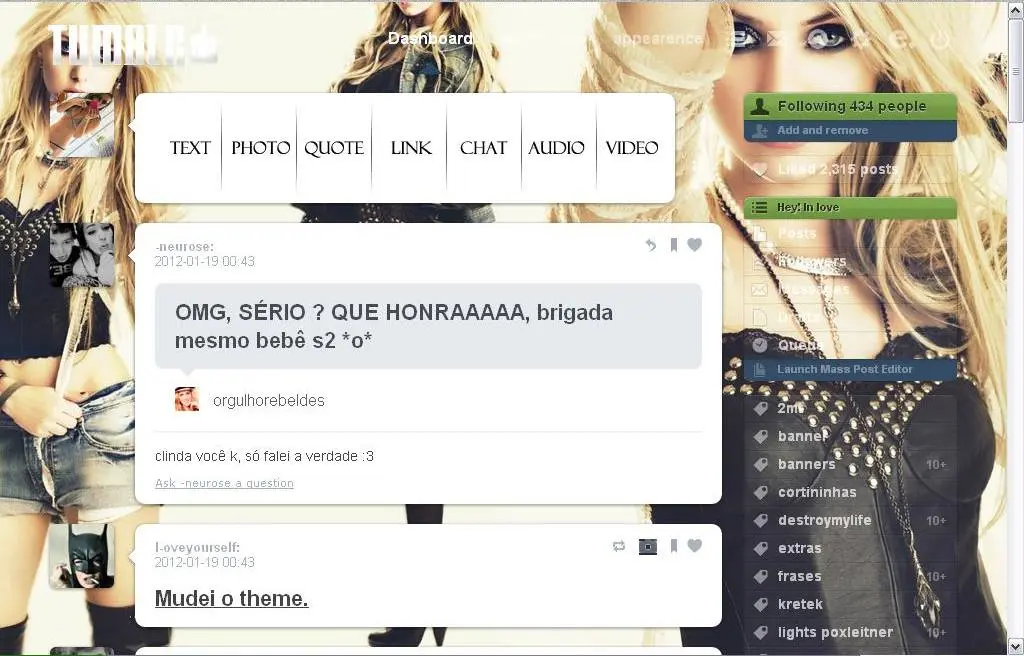 TUMBLR
Dashboard appearence
TEXT PHOTO QUOTE LINK CHAT AUDIO VIDEO
-neurose:
2012-01-19 00:43
OMG, SÉRIO ? QUE HONRAAAAA, brigada
mesmo bebê s2 *o*
orgulhorebeldes
clinda você k, só falei a verdade :3
Ask -neurose a question
l-oveyourself:
2012-01-19 00:43
Mudei o theme.
Following 434 people
Add and remove
Liked 2,315 posts
Hey! In love
Posts
Followers
Messages
Drafts
Queue
Launch Mass Post Editor
banner
banners 10+
cortininhas
destroymylife 10+
extras
frases 10+
kretek
lights poxleitner 10+